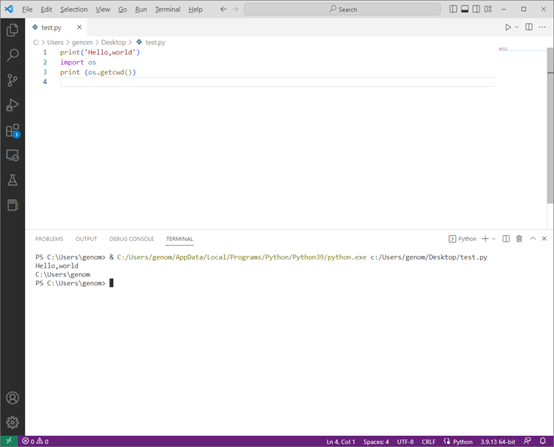 File Edit Selection View Go Run Terminal Help
Search
test.py
C: > Users > genom > Desktop > test.py
1 print('Hello,world')
2 import os
3 print (os.getcwd())
4
PROBLEMS OUTPUT DEBUG CONSOLE TERMINAL
Python
PS C:\Users\genom> & C:/Users/genom/AppData/Local/Programs/Python/Python39/python.exe c:/Users/genom/Desktop/test.py
Hello,world
C:\Users\genom
PS C:\Users\genom>
1
0 0 Ln 4, Col 1 Spaces: 4 UTF-8 CRLF Python 3.9.13 64-bit